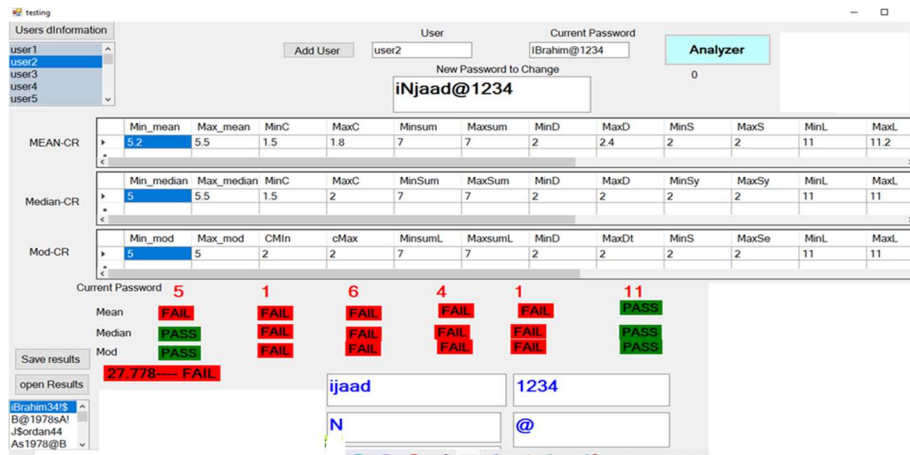 testing
Users dInformation
user1
user2
user3
user4
user5
Add User
User
user2
Current Password
IBrahim@1234
Analyzer
0
New Password to Change
iNjaad@1234
MEAN-CR
Min_mean Max_mean MinC MaxC Minsum Maxsum MinD MaxD MinS MaxS MinL MaxL
5.2 5.5 1.5 1.8 7 7 2 2.4 2 2 11 11.2
Median-CR
Min_median Max_median MinC MaxC MinSum MaxSum MinD MaxD MinSy MaxSy MinL MaxL
5 5.5 1.5 2 7 7 2 2 2 2 11 11
Mod-CR
Min_mod Max_mod CMIn cMax MinsumL MaxsumL MinD MaxDt MinS MaxSe MinL MaxL
5 5 2 2 7 7 2 2 2 2 11 11
Current Password 5 1 6 4 1 11
Mean FAIL FAIL FAIL FAIL FAIL PASS
Median PASS FAIL FAIL FAIL FAIL PASS
Mod PASS FAIL FAIL FAIL FAIL PASS
27.778---- FAIL
Save results
open Results
iBrahim34!$
B@1978sA!
J$ordan44
As1978@B
ijaad 1234
N @